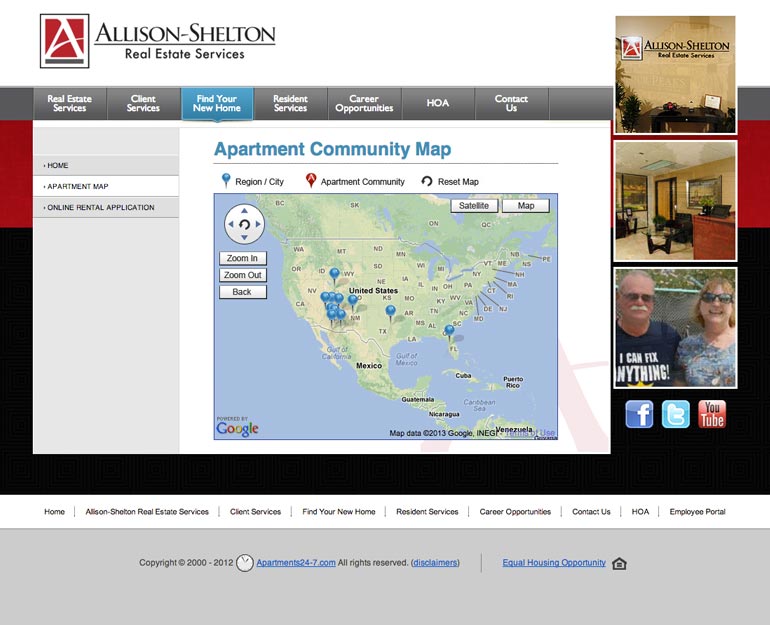 ALLISON-SHELTON
Real Estate Services
ALLISON-SHELTON
Real Estate Services
Real Estate
Services
Client
Services
Find Your
New Home
Resident
Services
Career
Opportunities
HOA
Contact
Us
› HOME
› APARTMENT MAP
› ONLINE RENTAL APPLICATION
Apartment Community Map
Region / City
Apartment Community
Reset Map
Satellite
Map
Zoom In
Zoom Out
Back
BC
SK
ON
QC
NB
PE
WA
MT
ND
MN
VT
ME
NS
OR
ID
WY
SD
WI
MI
NY
NH
MA
IA
IL
IN
OH
PA
CT
RI
NV
United States
NE
DE
NJ
CA
KS
MO
KY
WV
VA
MD
NC
NM
AR
TN
SC
MS
AL
TX
LA
FL
Gulf of
California
Gulf of
Mexico
Mexico
Cuba
Puerto
Rico
Guatemala
Caribbean
Sea
Nicaragua
Venezuela
Guyana
POWERED BY
Google
Map data ©2013 Google, INEGI - Terms of Use
I CAN FIX
ANYTHING!
You
Tube
Home
Allison-Shelton Real Estate Services
Client Services
Find Your New Home
Resident Services
Career Opportunities
Contact Us
HOA
Employee Portal
Copyright © 2000 - 2012 Apartments24-7.com All rights reserved. (disclaimers)
Equal Housing Opportunity